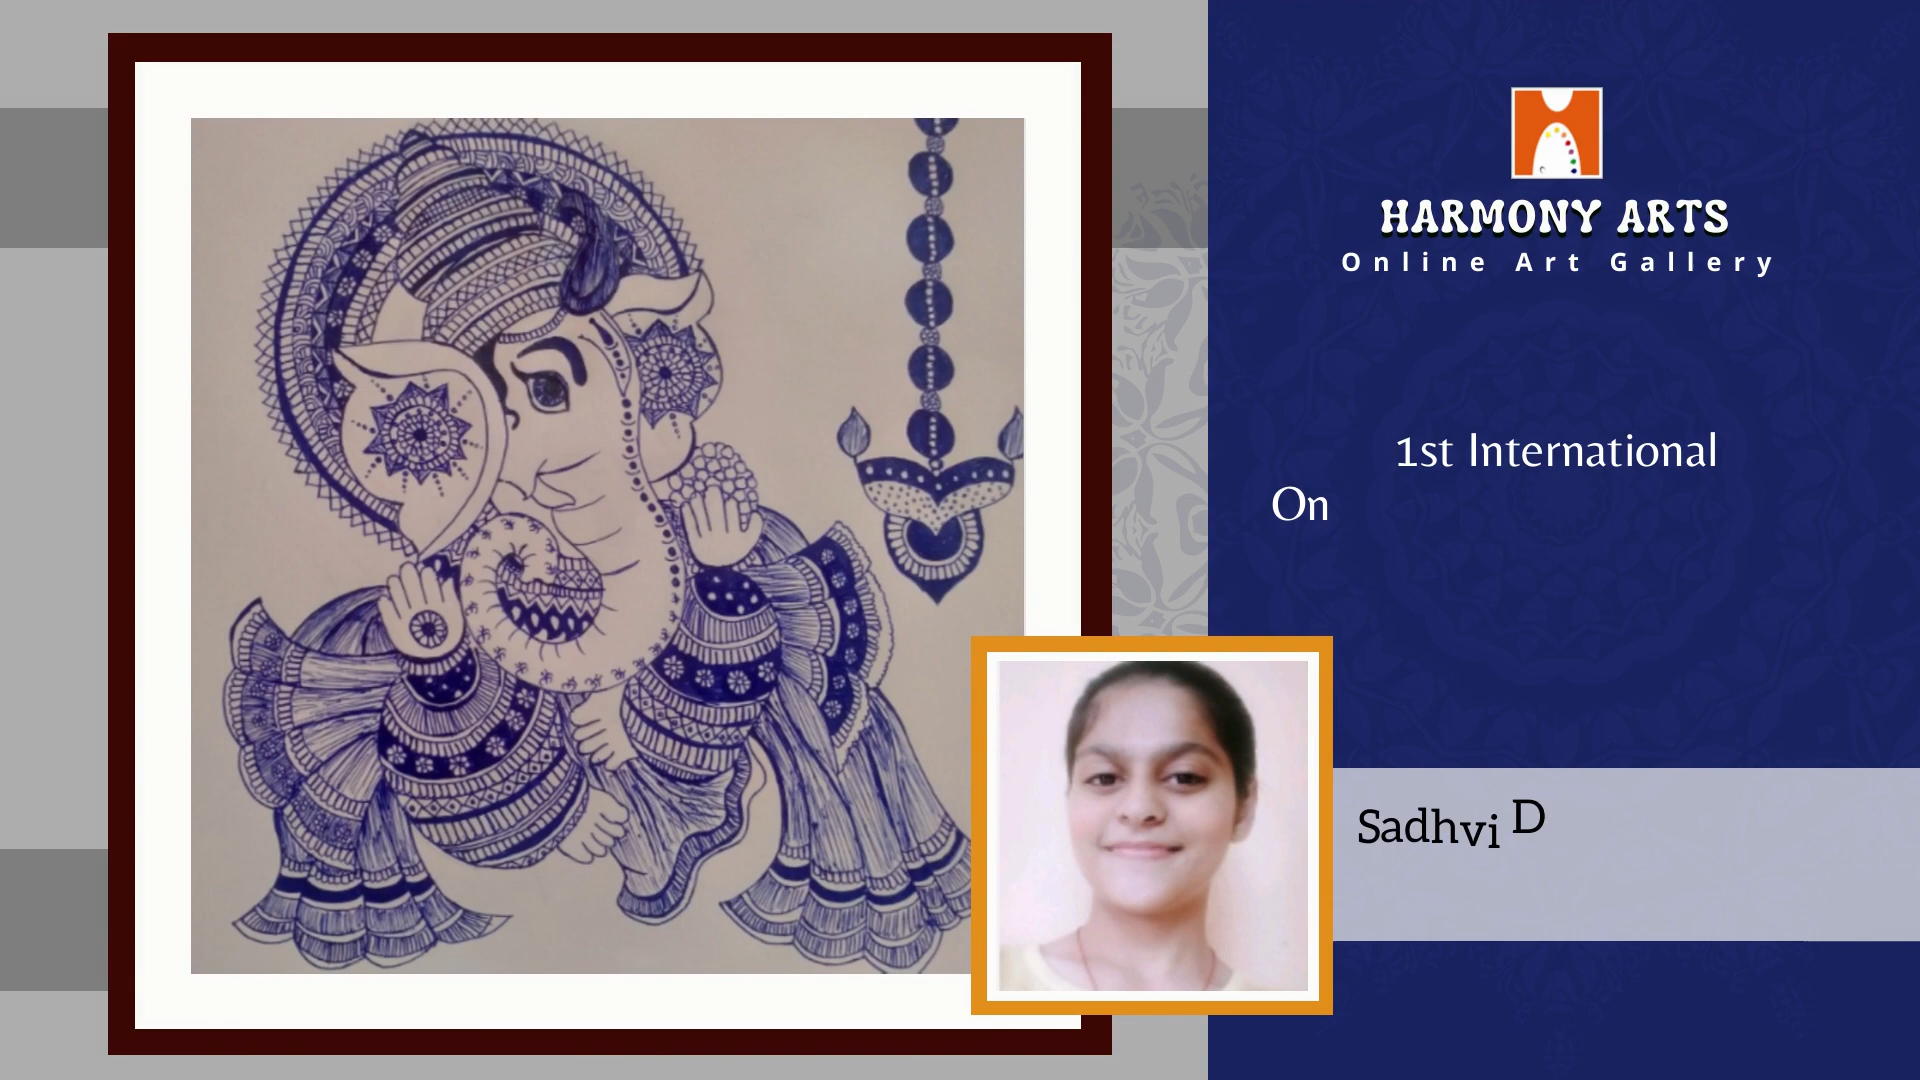 HARMONY ARTS
Online Art Gallery
1st International
On
Sadhvi D